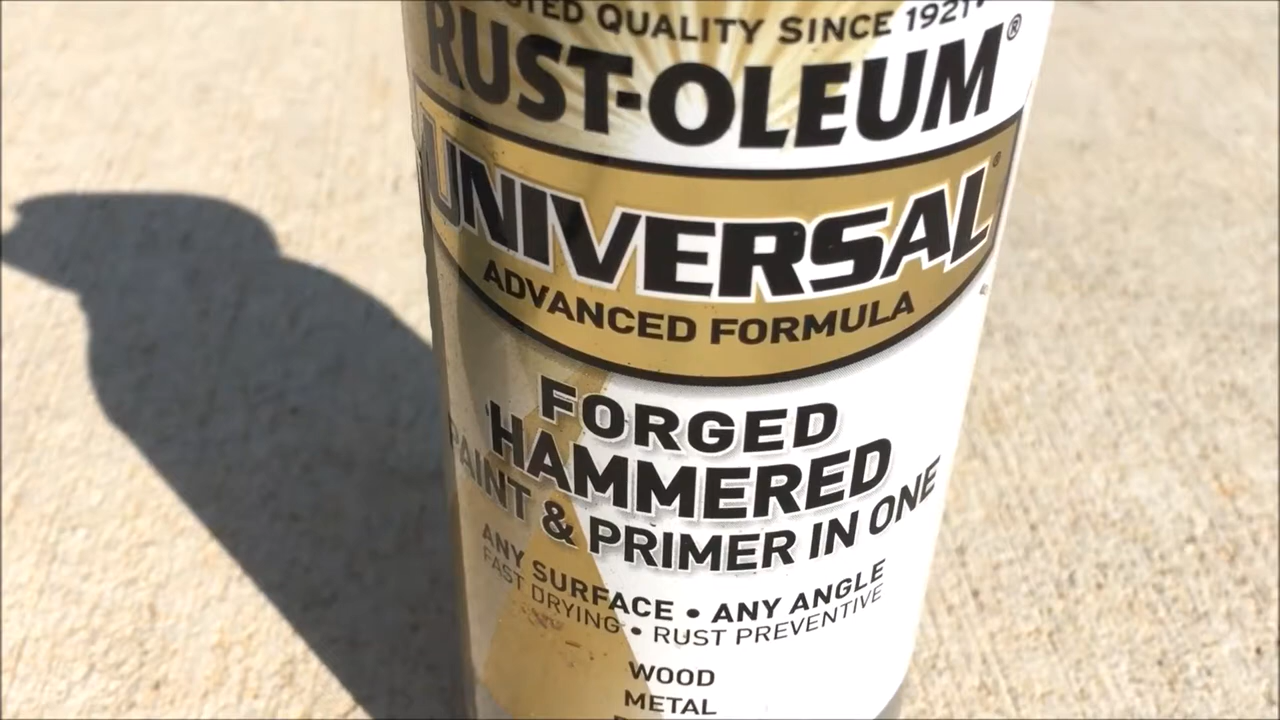 QUALITY SINCE 1921
RUST-OLEUM®
UNIVERSAL®
ADVANCED FORMULA
FORGED
HAMMERED
PAINT & PRIMER IN ONE
ANY SURFACE • ANY ANGLE
FAST DRYING • RUST PREVENTIVE
WOOD
METAL